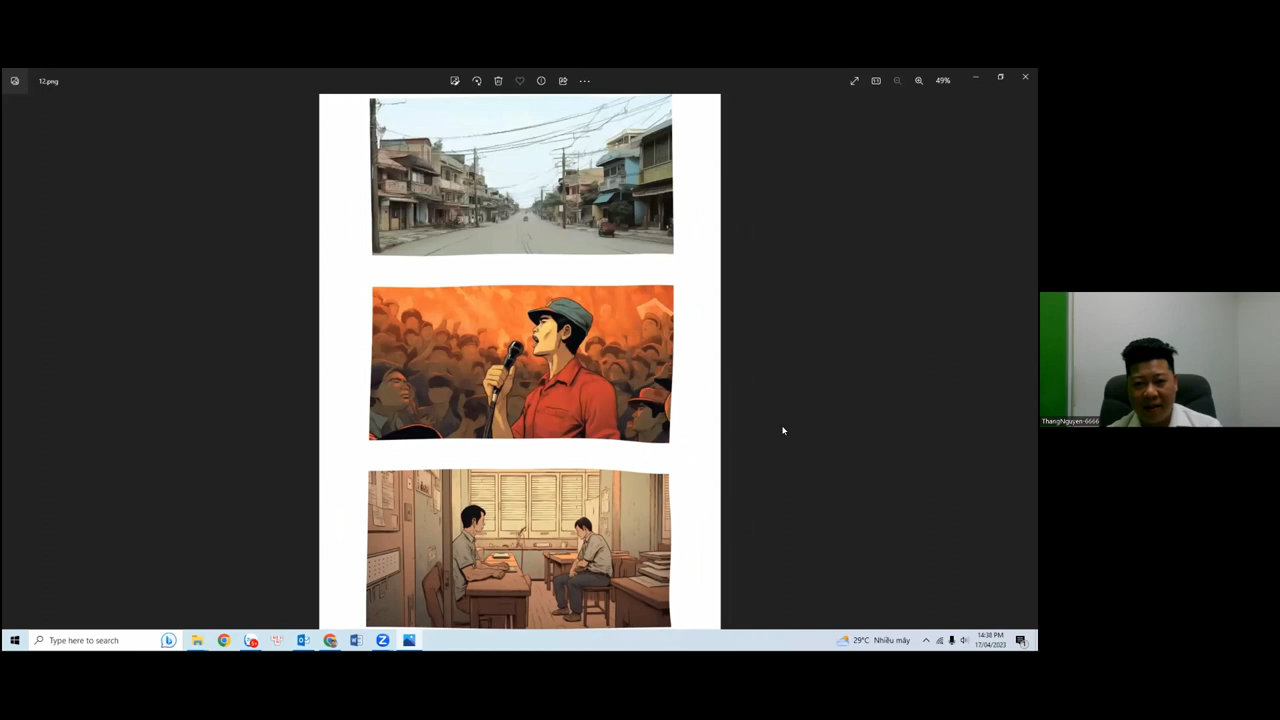 12.png
49%
ThangNguyen-6666
Type here to search
29°C Nhiều mây
14:38 PM
17/04/2023